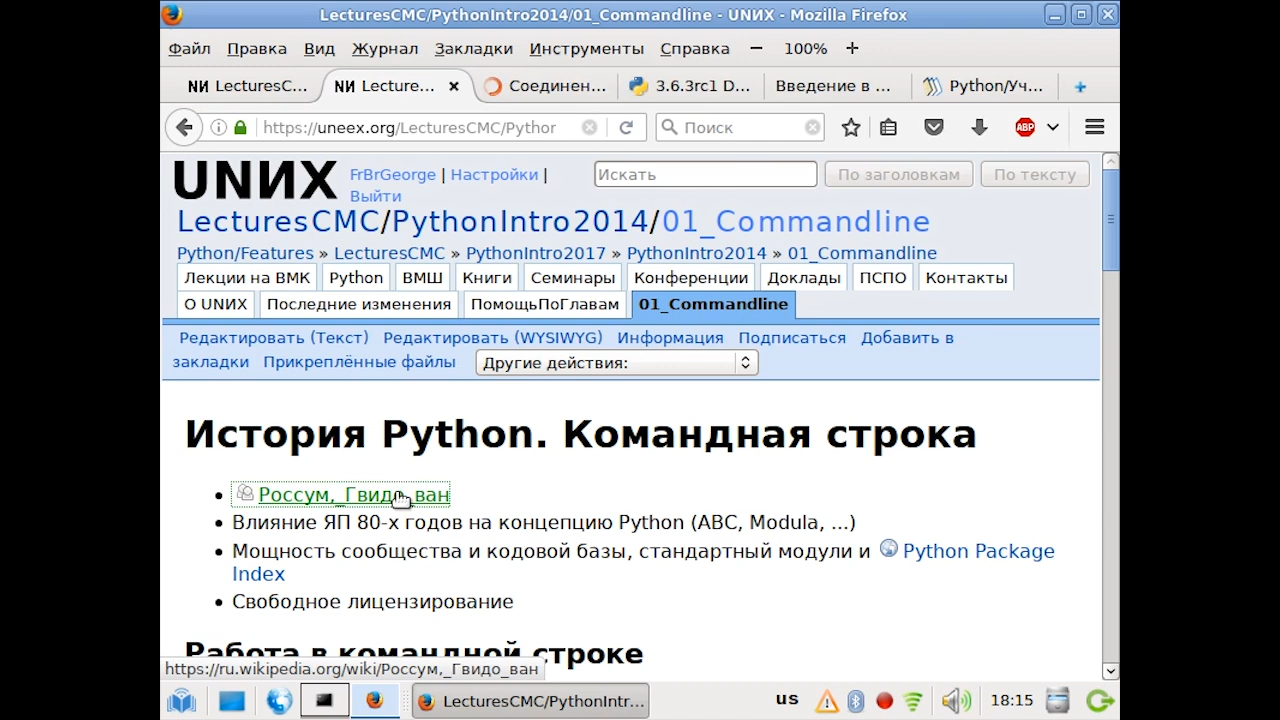 LecturesCMC/PythonIntro2014/01_Commandline - UNИX - Mozilla Firefox
Файл Правка Вид Журнал Закладки Инструменты Справка − 100% +
ИИ LecturesC... ИИ Lecture... × Соединен... 3.6.3rc1 D... Введение в ... Python/Уч... +
https://uneex.org/LecturesCMC/Pythor Поиск ABP
UNИX FrBrGeorge | Настройки | Искать По заголовкам По тексту
Выйти
LecturesCMC/PythonIntro2014/01_Commandline
Python/Features » LecturesCMC » PythonIntro2017 » PythonIntro2014 » 01_Commandline
Лекции на ВМК Python ВМШ Книги Семинары Конференции Доклады ПСПО Контакты
О UNИX Последние изменения ПомощьПоГлавам 01_Commandline
Редактировать (Текст) Редактировать (WYSIWYG) Информация Подписаться Добавить в
закладки Прикреплённые файлы Другие действия:
История Python. Командная строка
• Россум,_Гвидо_ван
• Влияние ЯП 80-х годов на концепцию Python (ABC, Modula, ...)
• Мощность сообщества и кодовой базы, стандартный модули и Python Package
Index
• Свободное лицензирование
Работа в командной строке
https://ru.wikipedia.org/wiki/Россум,_Гвидо_ван
LecturesCMC/PythonIntr... us 18:15